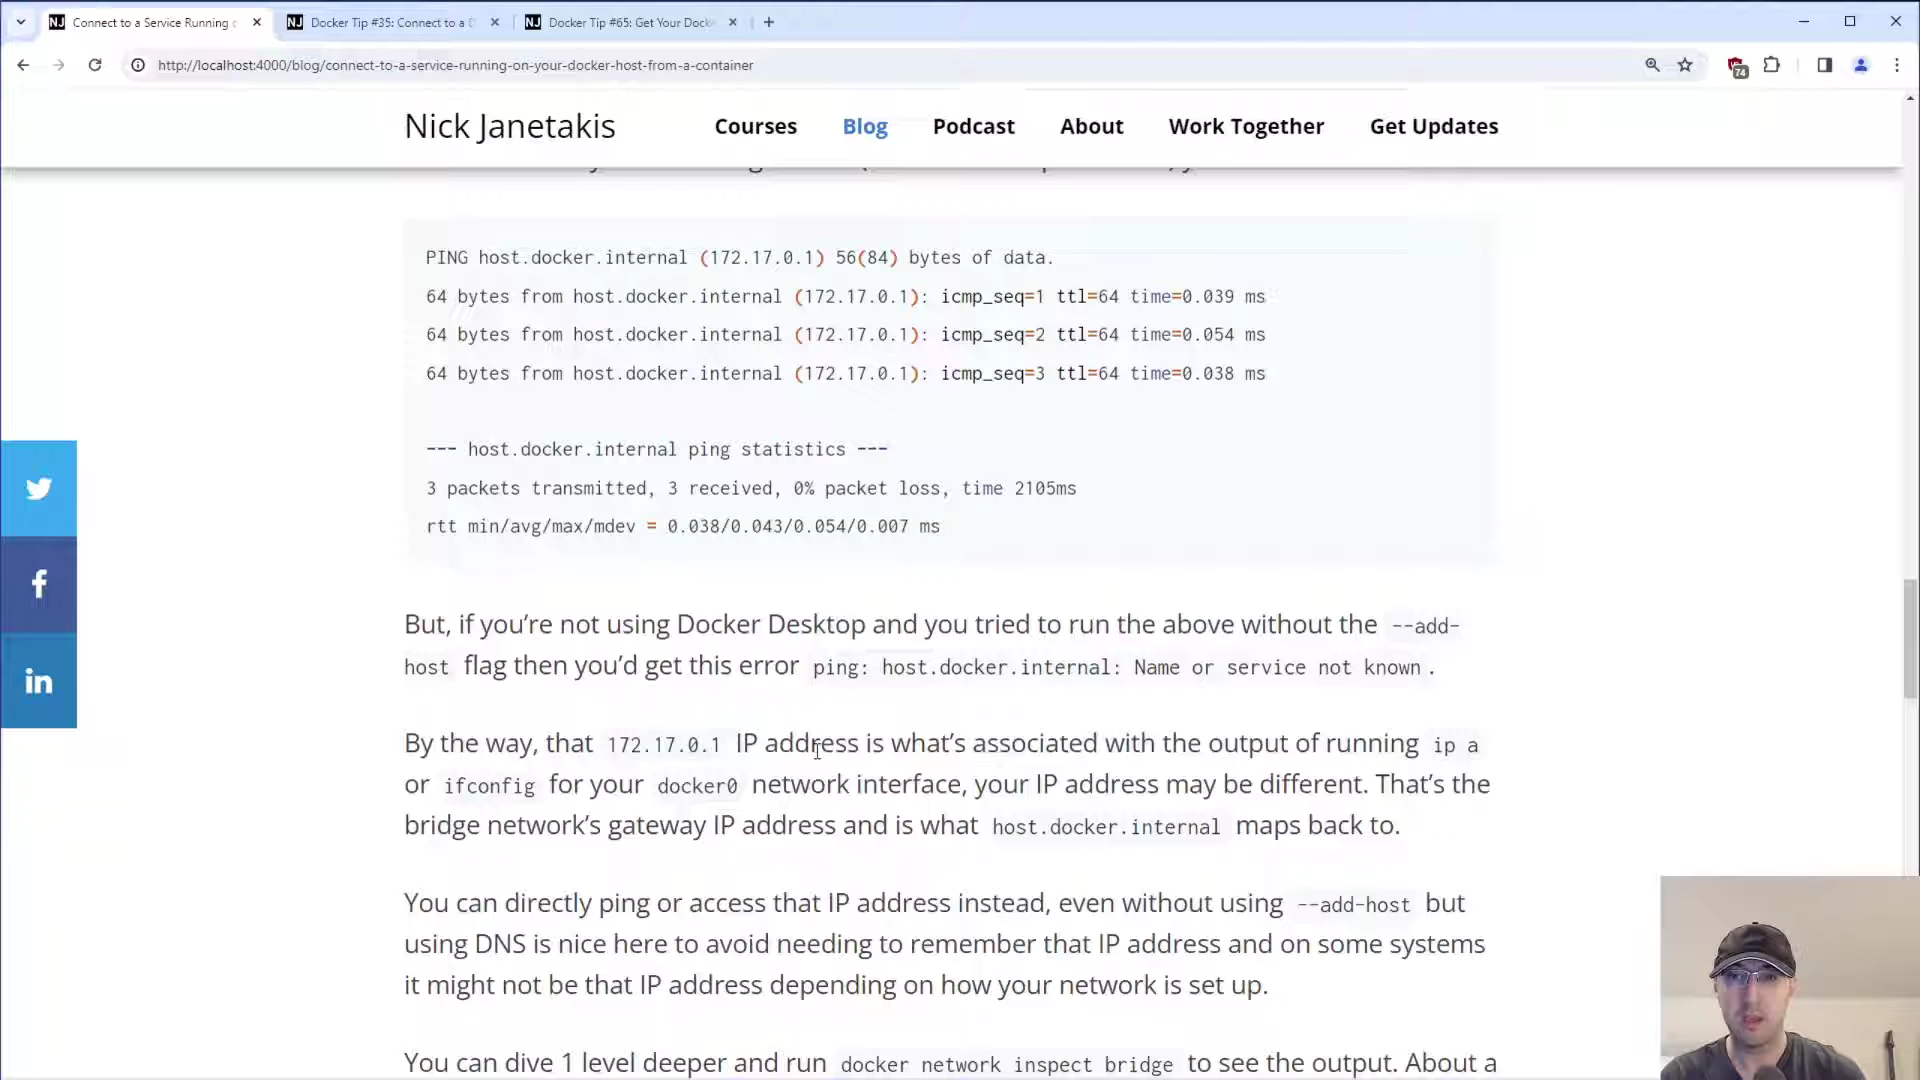 Connect to a Service Running
Docker Tip #35: Connect to a D
Docker Tip #65: Get Your Dock
http://localhost:4000/blog/connect-to-a-service-running-on-your-docker-host-from-a-container
74
Nick Janetakis
Courses
Blog
Podcast
About
Work Together
Get Updates
PING host.docker.internal (172.17.0.1) 56(84) bytes of data.
64 bytes from host.docker.internal (172.17.0.1): icmp_seq=1 ttl=64 time=0.039 ms
64 bytes from host.docker.internal (172.17.0.1): icmp_seq=2 ttl=64 time=0.054 ms
64 bytes from host.docker.internal (172.17.0.1): icmp_seq=3 ttl=64 time=0.038 ms
--- host.docker.internal ping statistics ---
3 packets transmitted, 3 received, 0% packet loss, time 2105ms
rtt min/avg/max/mdev = 0.038/0.043/0.054/0.007 ms
But, if you’re not using Docker Desktop and you tried to run the above without the --add-
host flag then you’d get this error ping: host.docker.internal: Name or service not known.
By the way, that 172.17.0.1 IP address is what’s associated with the output of running ip a
or ifconfig for your docker0 network interface, your IP address may be different. That’s the
bridge network’s gateway IP address and is what host.docker.internal maps back to.
You can directly ping or access that IP address instead, even without using --add-host but
using DNS is nice here to avoid needing to remember that IP address and on some systems
it might not be that IP address depending on how your network is set up.
You can dive 1 level deeper and run docker network inspect bridge to see the output. About a